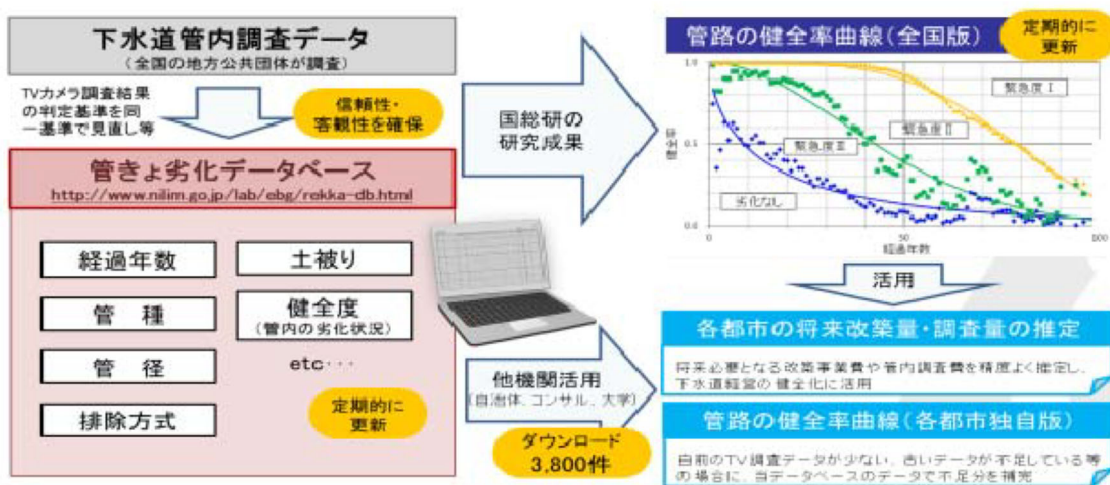 下水道管内調査データ
(全国の地方公共団体が調査)
TVカメラ調査結果
の判定基準を同
一基準で見直し等
信頼性・
客観性を確保
管きょ劣化データベース
http://www.nilim.go.jp/lab/ebg/rekka-db.html
経過年数
土被り
管 種
健全度
(管内の劣化状況)
管 径
etc・・・
排除方式
定期的に
更新
国総研の
研究成果
他機関活用
(自治体、コンサル、大学)
ダウンロード
3,800件
管路の健全率曲線(全国版)
定期的に
更新
1.0
0.5
0.0
健全率
緊急度Ⅰ
緊急度Ⅱ
緊急度Ⅲ
劣化なし
0
50
100
経過年数
活用
各都市の将来改築量・調査量の推定
将来必要となる改築事業費や管内調査費を精度よく推定し、
下水道経営の健全化に活用
管路の健全率曲線(各都市独自版)
自前のTV調査データが少ない、古いデータが不足している等
の場合に、当データベースのデータで不足分を補完